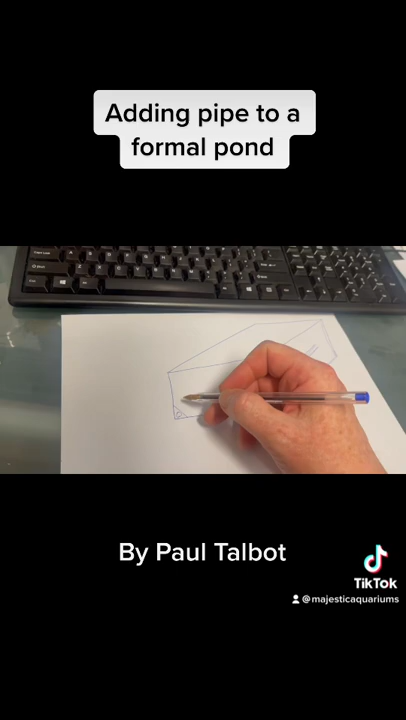 Adding pipe to a
formal pond
By Paul Talbot
TikTok
@majesticaquariums